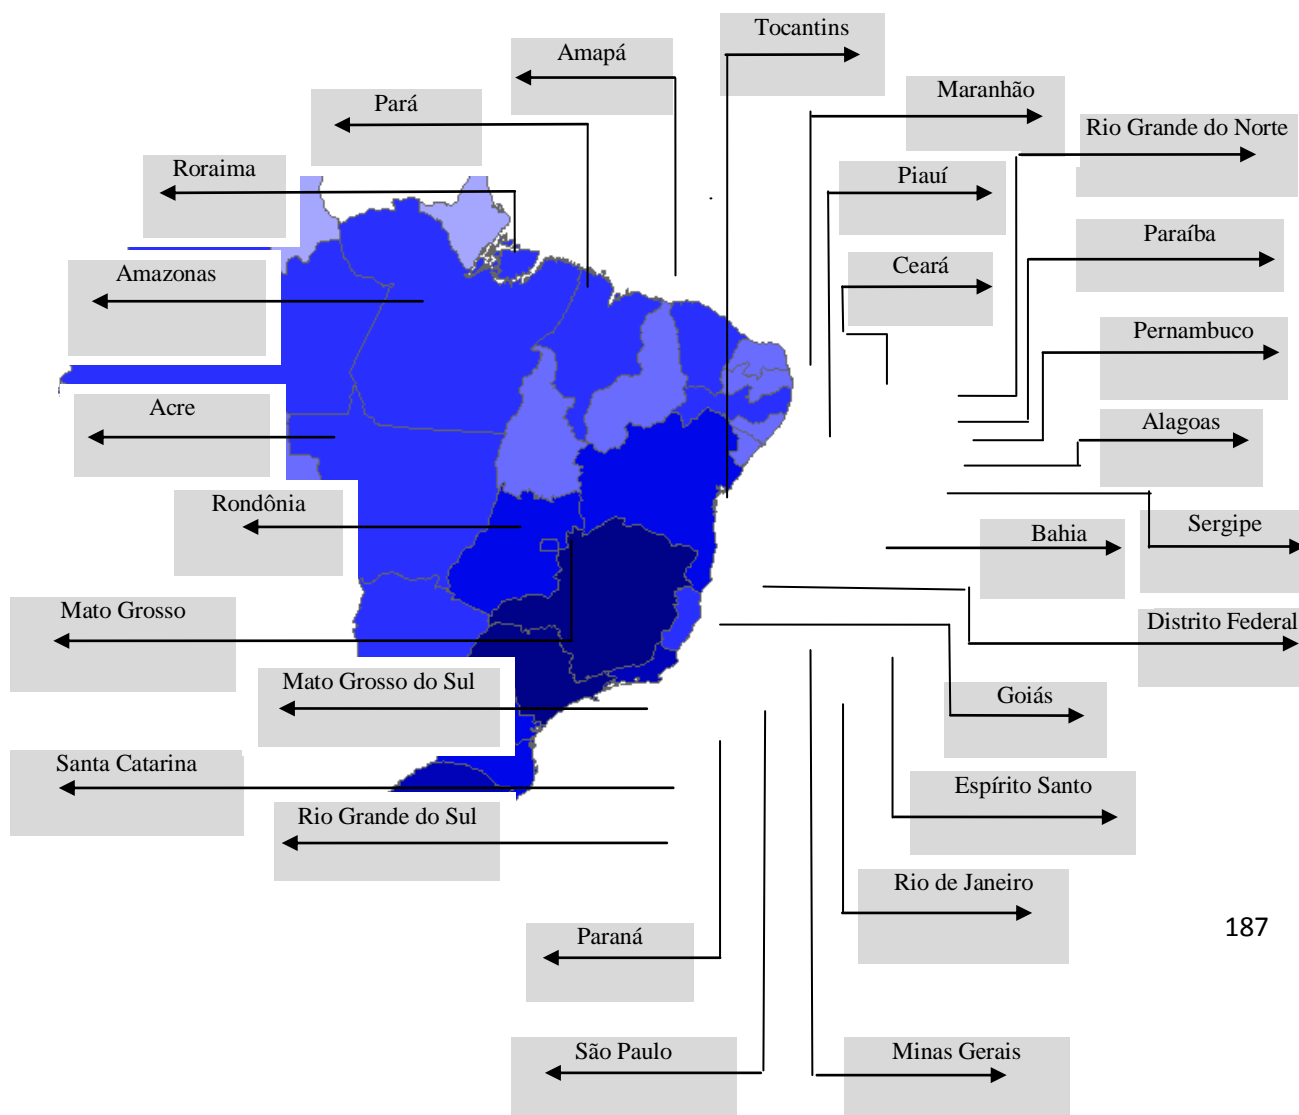 Tocantins
Amapá
Maranhão
Pará
Rio Grande do Norte
Roraima
Piauí
Paraíba
Ceará
Amazonas
Pernambuco
Acre
Alagoas
Rondônia
Sergipe
Bahia
Mato Grosso
Distrito Federal
Mato Grosso do Sul
Goiás
Santa Catarina
Espírito Santo
Rio Grande do Sul
Rio de Janeiro
187
Paraná
São Paulo
Minas Gerais